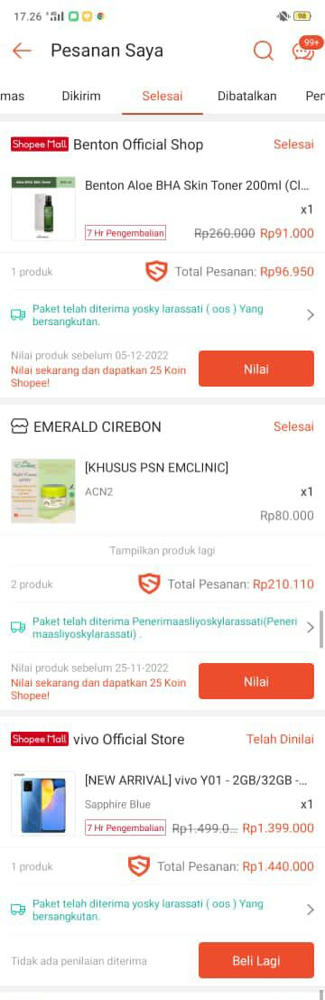 17.26
98
Pesanan Saya
99+
mas Dikirim Selesai Dibatalkan Per
Shopee Mall Benton Official Shop Selesai
Aloe BHA Skin Toner
Benton Aloe BHA Skin Toner 200ml (Cl...
x1
7 Hr Pengembalian Rp260.000 Rp91.000
1 produk Total Pesanan: Rp96.950
Paket telah diterima yosky larassati ( oos ) Yang
bersangkutan.
Nilai produk sebelum 05-12-2022
Nilai sekarang dan dapatkan 25 Koin
Shopee!
Nilai
EMERALD CIREBON Selesai
[KHUSUS PSN EMCLINIC]
ACN2 x1
Rp80.000
Tampilkan produk lagi
2 produk Total Pesanan: Rp210.110
Paket telah diterima Penerimaasliyoskylarassati(Peneri
maasliyoskylarassati) .
Nilai produk sebelum 25-11-2022
Nilai sekarang dan dapatkan 25 Koin
Shopee!
Nilai
Shopee Mall vivo Official Store Telah Dinilai
[NEW ARRIVAL] vivo Y01 - 2GB/32GB -...
Sapphire Blue x1
7 Hr Pengembalian Rp1.499.0... Rp1.399.000
1 produk Total Pesanan: Rp1.440.000
Paket telah diterima yosky larassati ( oos ) Yang
bersangkutan.
Tidak ada penilaian diterima
Beli Lagi